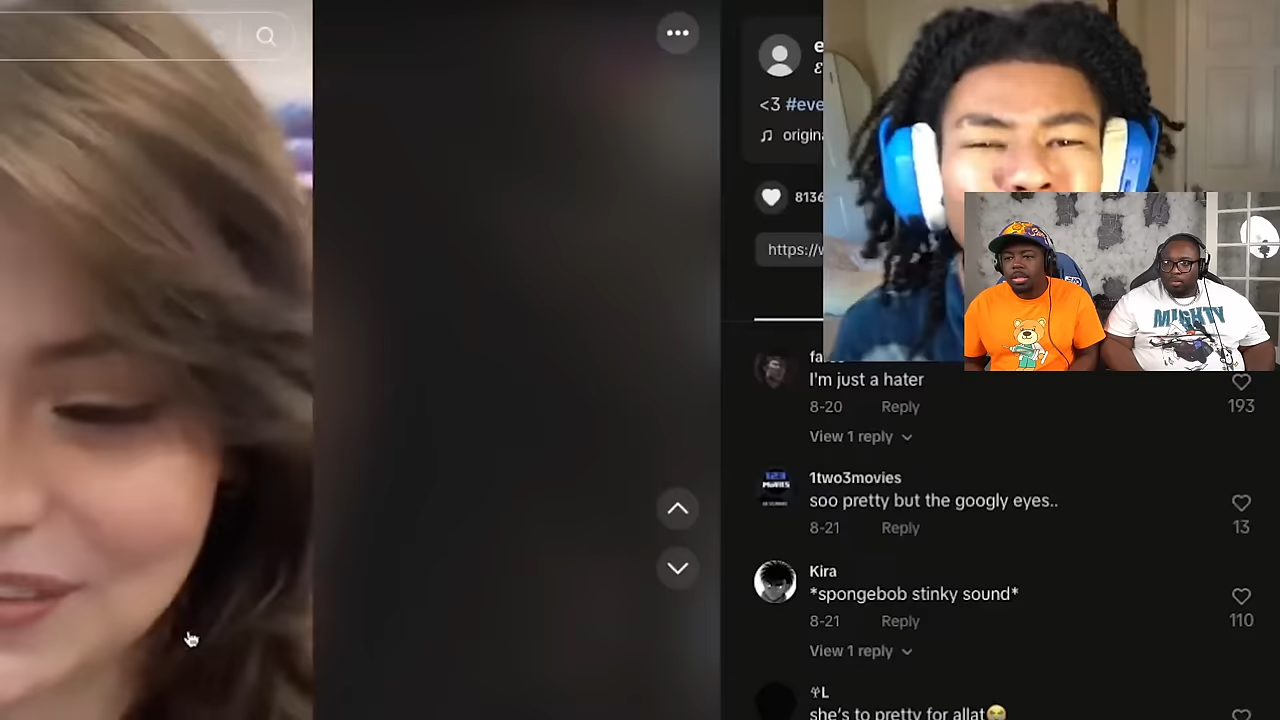 <3 #eve
origina
8136
https://w
I'm just a hater
8-20 Reply
193
View 1 reply
1two3movies
soo pretty but the googly eyes..
8-21 Reply
13
Kira
*spongebob stinky sound*
8-21 Reply
110
View 1 reply
L
she's to pretty for allat😭
MIGHTY